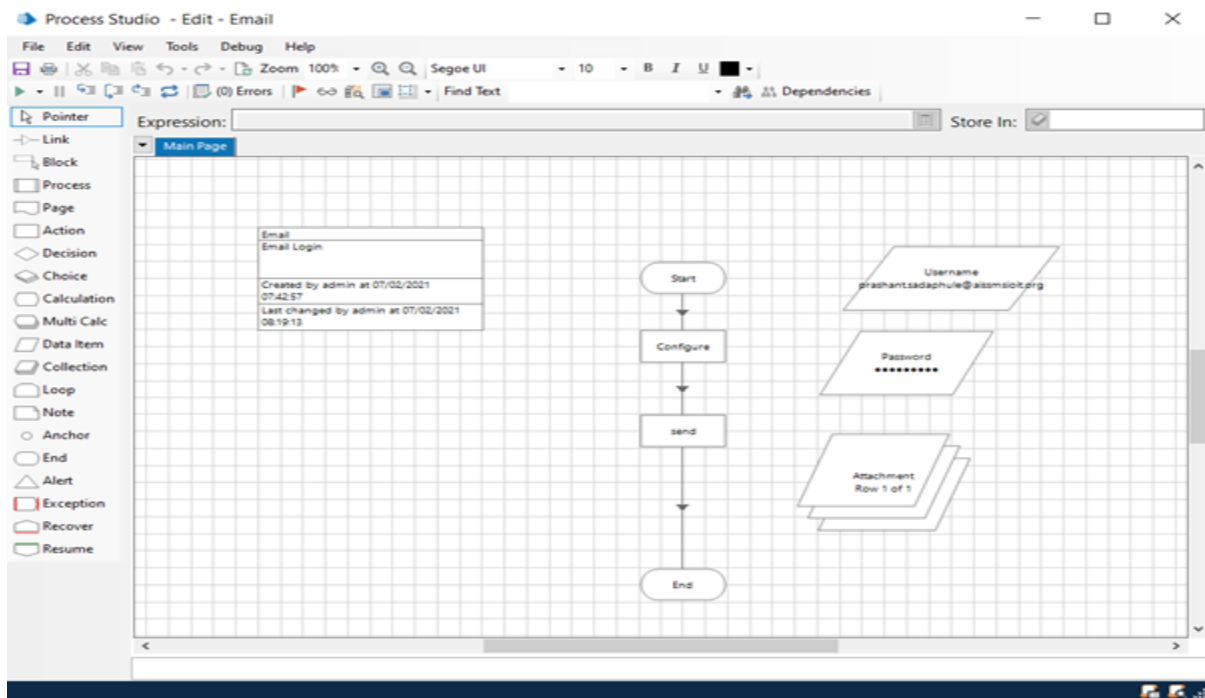 Process Studio - Edit - Email
File Edit View Tools Debug Help
Zoom 100% Segoe UI 10 B I U
(0) Errors Find Text Dependencies
Pointer
Expression: Store In:
Link
Main Page
Block
Process
Page
Action
Decision
Choice
Calculation
Multi Calc
Data Item
Collection
Loop
Note
Anchor
End
Alert
Exception
Recover
Resume
Email
Email Login
Created by admin at 07/02/2021
07:42:57
Last changed by admin at 07/02/2021
08:19:13
Start
Configure
send
End
Username
prashant.sadaphule@aissmsioit.org
Password
•••••••••
Attachment
Row 1 of 1